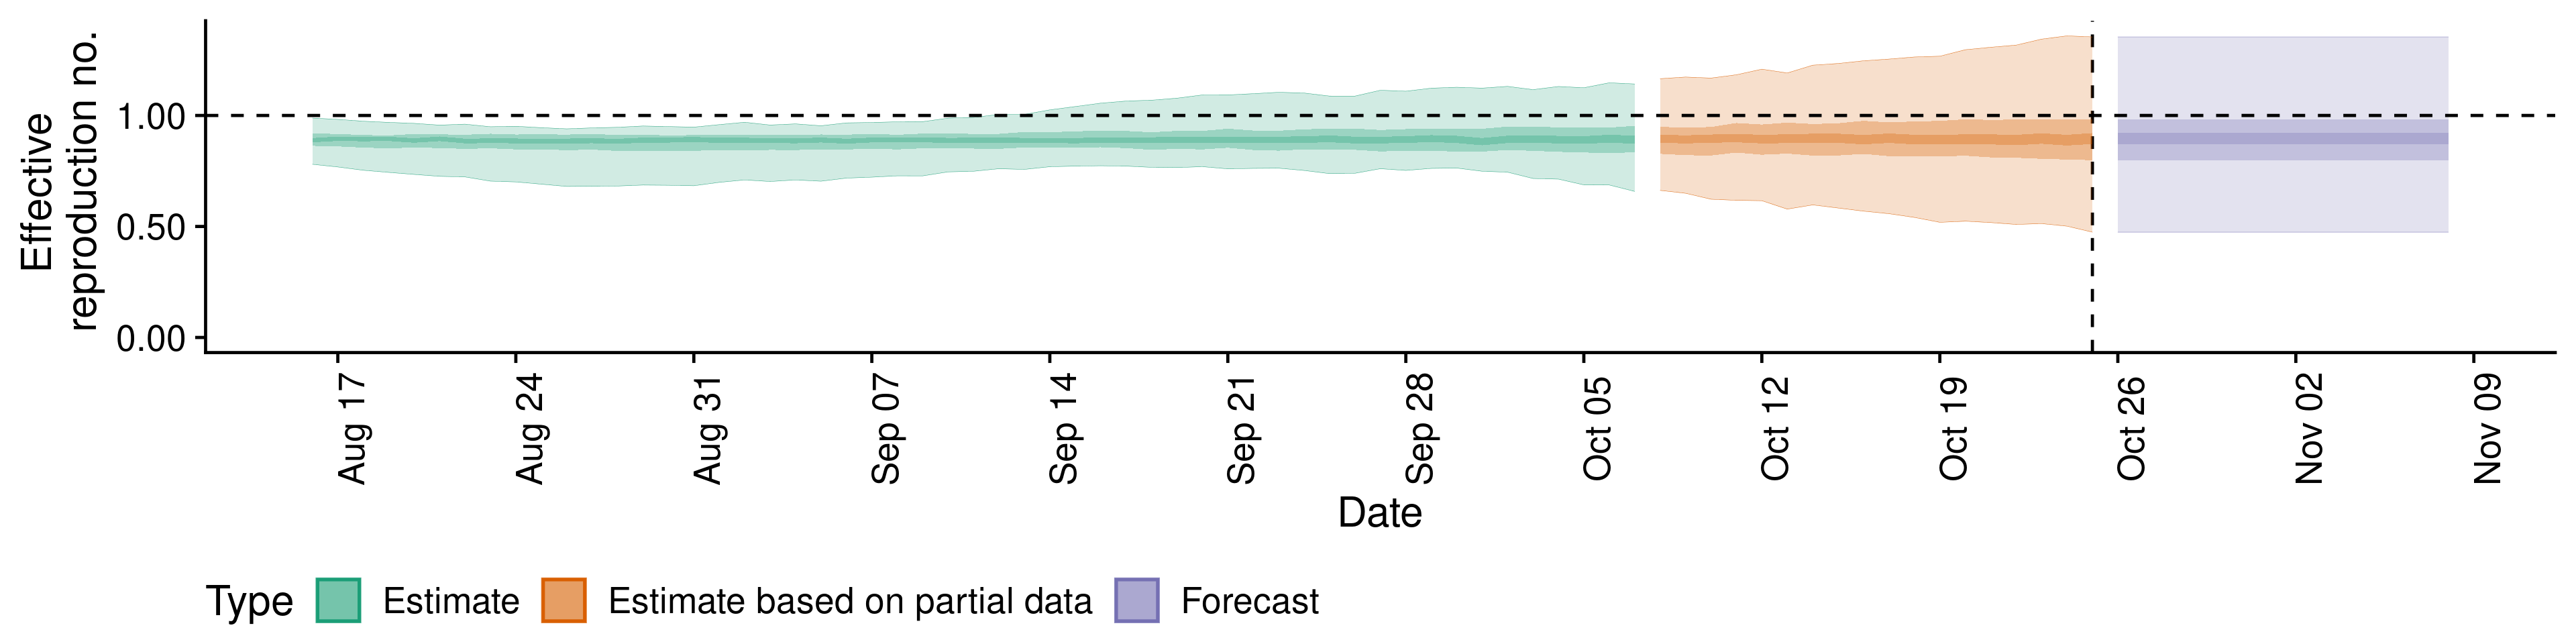 Effective
reproduction no.
1.00
0.50
0.00
Aug 17
Aug 24
Aug 31
Sep 07
Sep 14
Sep 21
Sep 28
Oct 05
Oct 12
Oct 19
Oct 26
Nov 02
Nov 09
Date
Type Estimate Estimate based on partial data Forecast